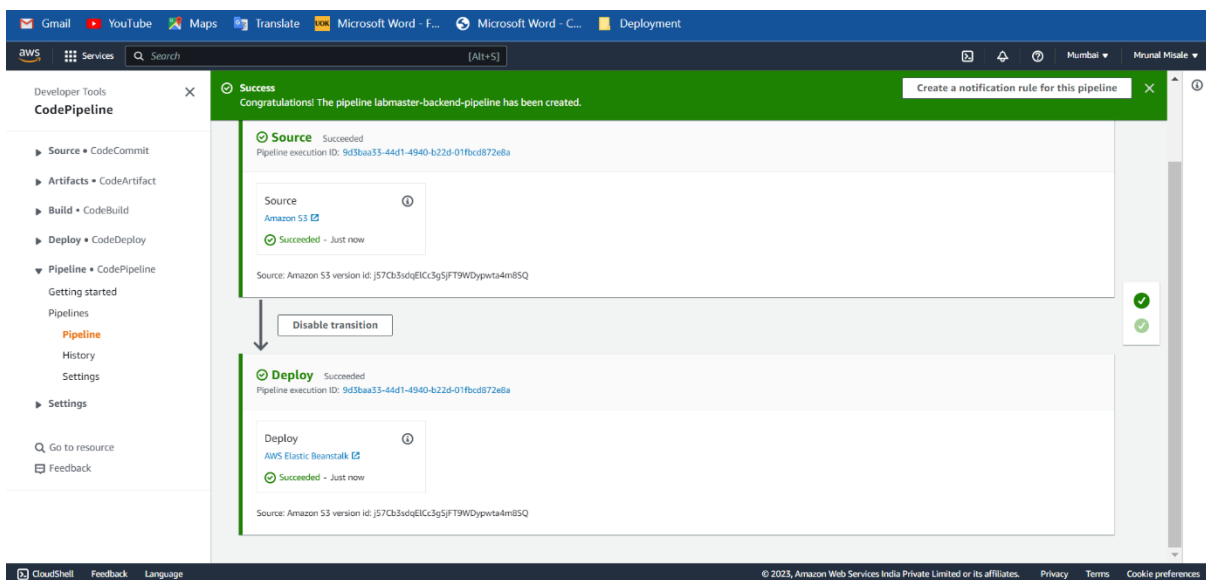 Gmail YouTube Maps Translate UOK Microsoft Word - F... Microsoft Word - C... Deployment
aws Services Search [Alt+S] Mumbai Mrunal Misale
Developer Tools
CodePipeline
Source • CodeCommit
Artifacts • CodeArtifact
Build • CodeBuild
Deploy • CodeDeploy
Pipeline • CodePipeline
Getting started
Pipelines
Pipeline
History
Settings
Settings
Go to resource
Feedback
Success
Congratulations! The pipeline labmaster-backend-pipeline has been created.
Create a notification rule for this pipeline
Source Succeeded
Pipeline execution ID: 9d3baa33-44d1-4940-b22d-01fbcd872e8a
Source
Amazon S3
Succeeded - Just now
Source: Amazon S3 version id: j57Cb3sdqElCc3gSjFT9WDypwta4m8SQ
Disable transition
Deploy Succeeded
Pipeline execution ID: 9d3baa33-44d1-4940-b22d-01fbcd872e8a
Deploy
AWS Elastic Beanstalk
Succeeded - Just now
Source: Amazon S3 version id: j57Cb3sdqElCc3gSjFT9WDypwta4m8SQ
CloudShell Feedback Language © 2023, Amazon Web Services India Private Limited or its affiliates. Privacy Terms Cookie preferences